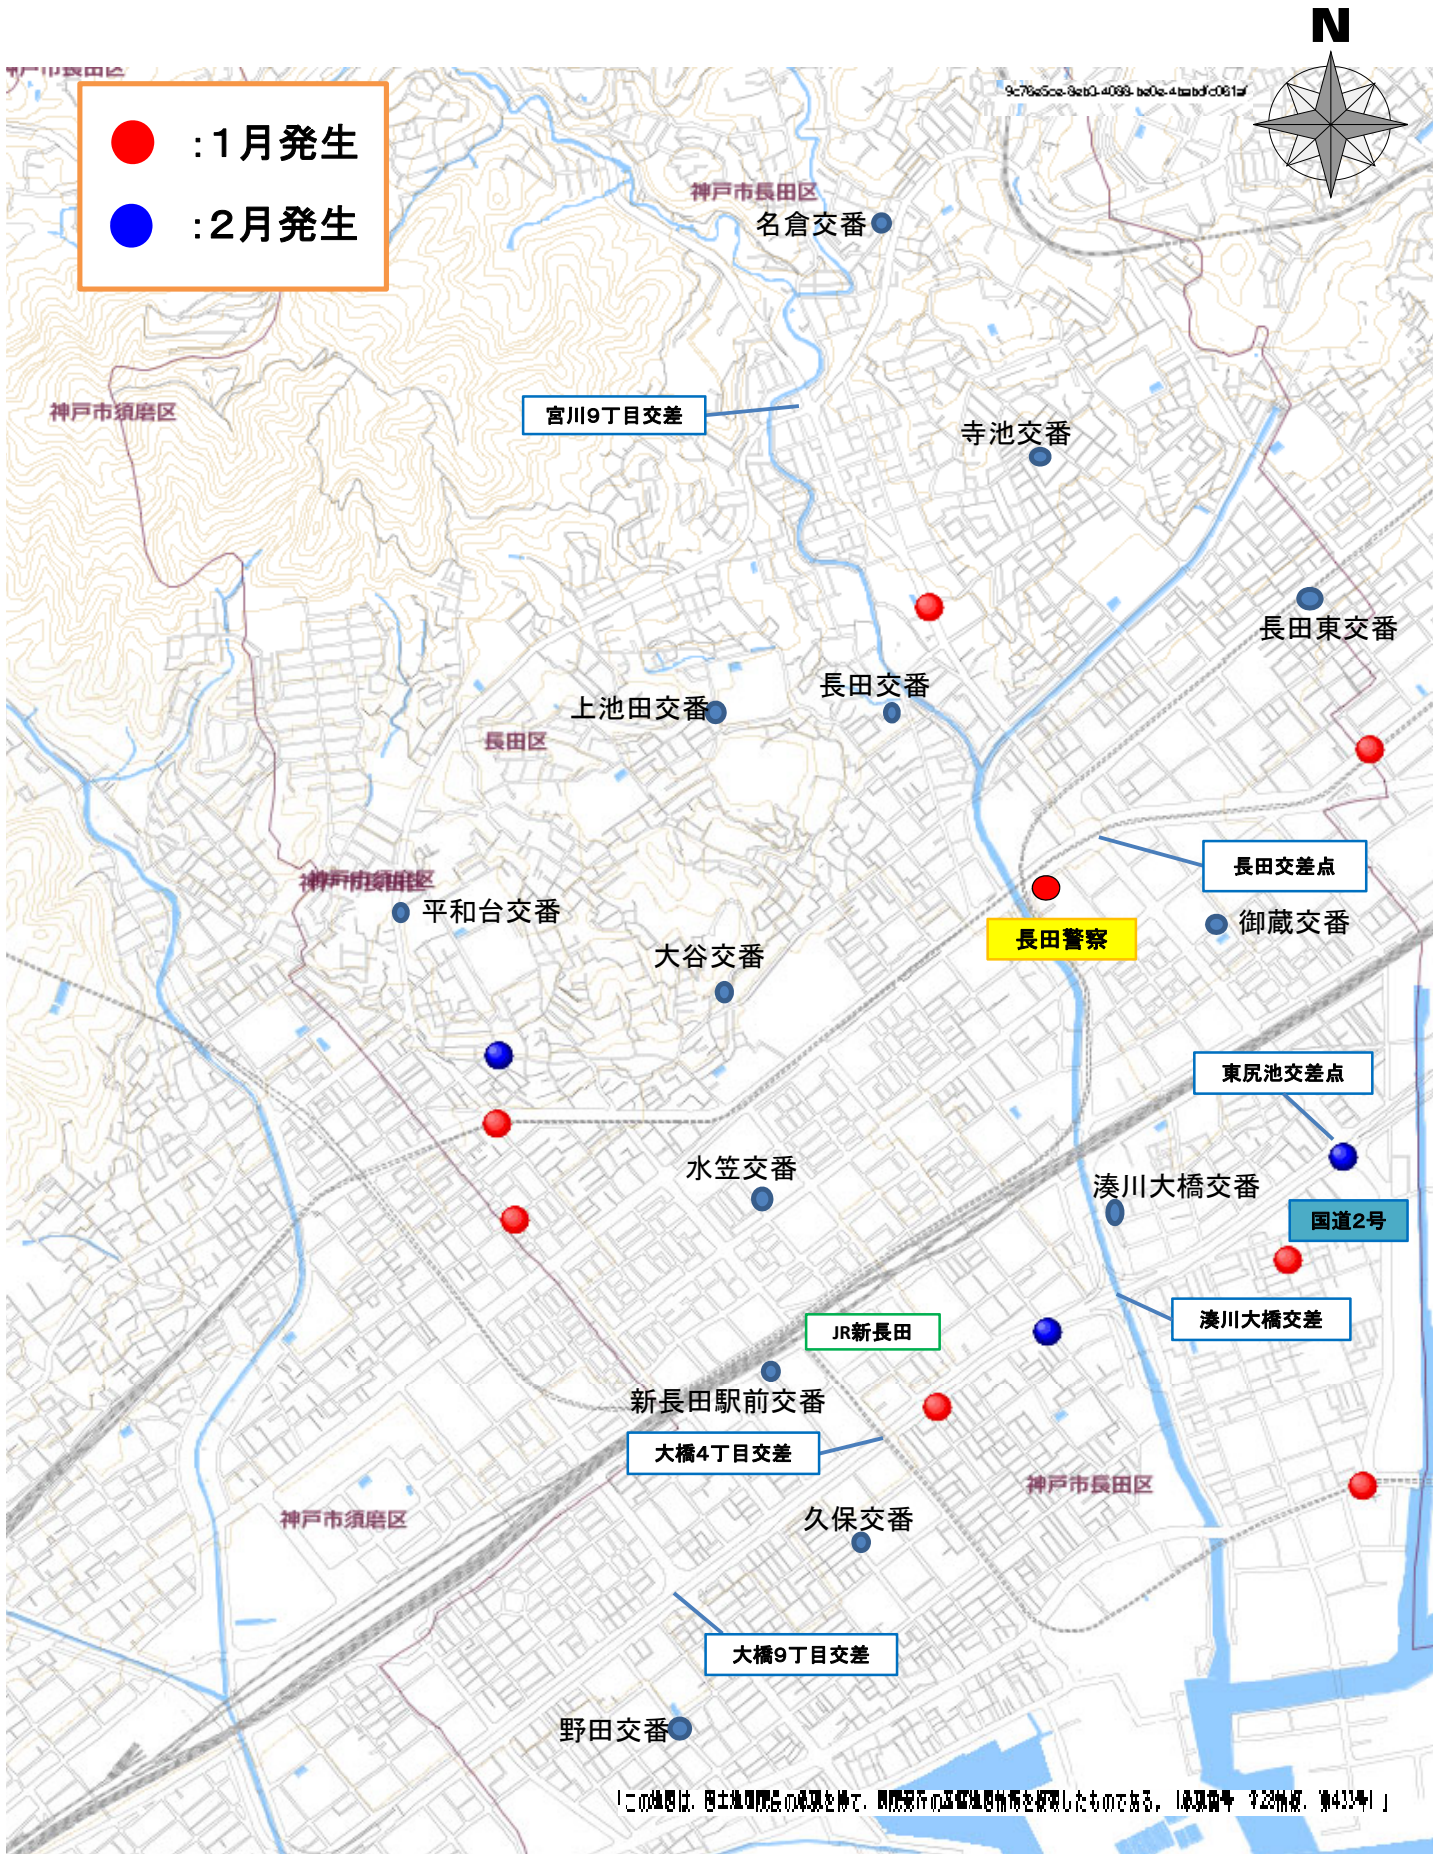 N
神戸市長田区
:1月発生
:2月発生
神戸市長田区
名倉交番
神戸市須磨区
宮川9丁目交差
寺池交番
長田東交番
長田交番
上池田交番
長田区
長田交差点
平和台交番
御蔵交番
長田警察
大谷交番
東尻池交差点
水笠交番
湊川大橋交番
国道2号
湊川大橋交差
JR新長田
新長田駅前交番
大橋4丁目交差
神戸市長田区
神戸市須磨区
久保交番
大橋9丁目交差
野田交番